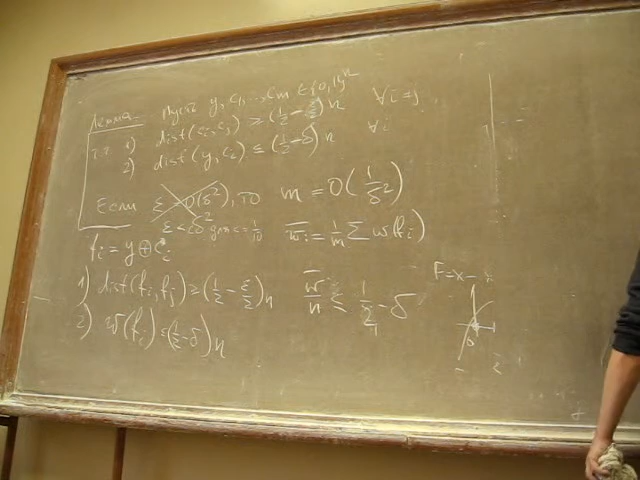 Лемма Пусть y, c₁, ..., cₘ ∈ {0,1}ⁿ
т.ч. 1) dist(cᵢ, cⱼ) ≥ (1/2 - ε/2) n ∀i≠j
2) dist(y, cᵢ) ≤ (1/2 - δ) n ∀i
Если то m = O(1/δ²)
ε < cδ² для c = 1/10
fᵢ = y ⊕ cᵢ w̅ = 1/m Σ w(fᵢ)
1) dist(fᵢ, fⱼ) ≥ (1/2 - ε/2) n w̅/n ≤ 1/2 - δ
2) w(fᵢ) ≤ (1/2 - δ) n
F = x -